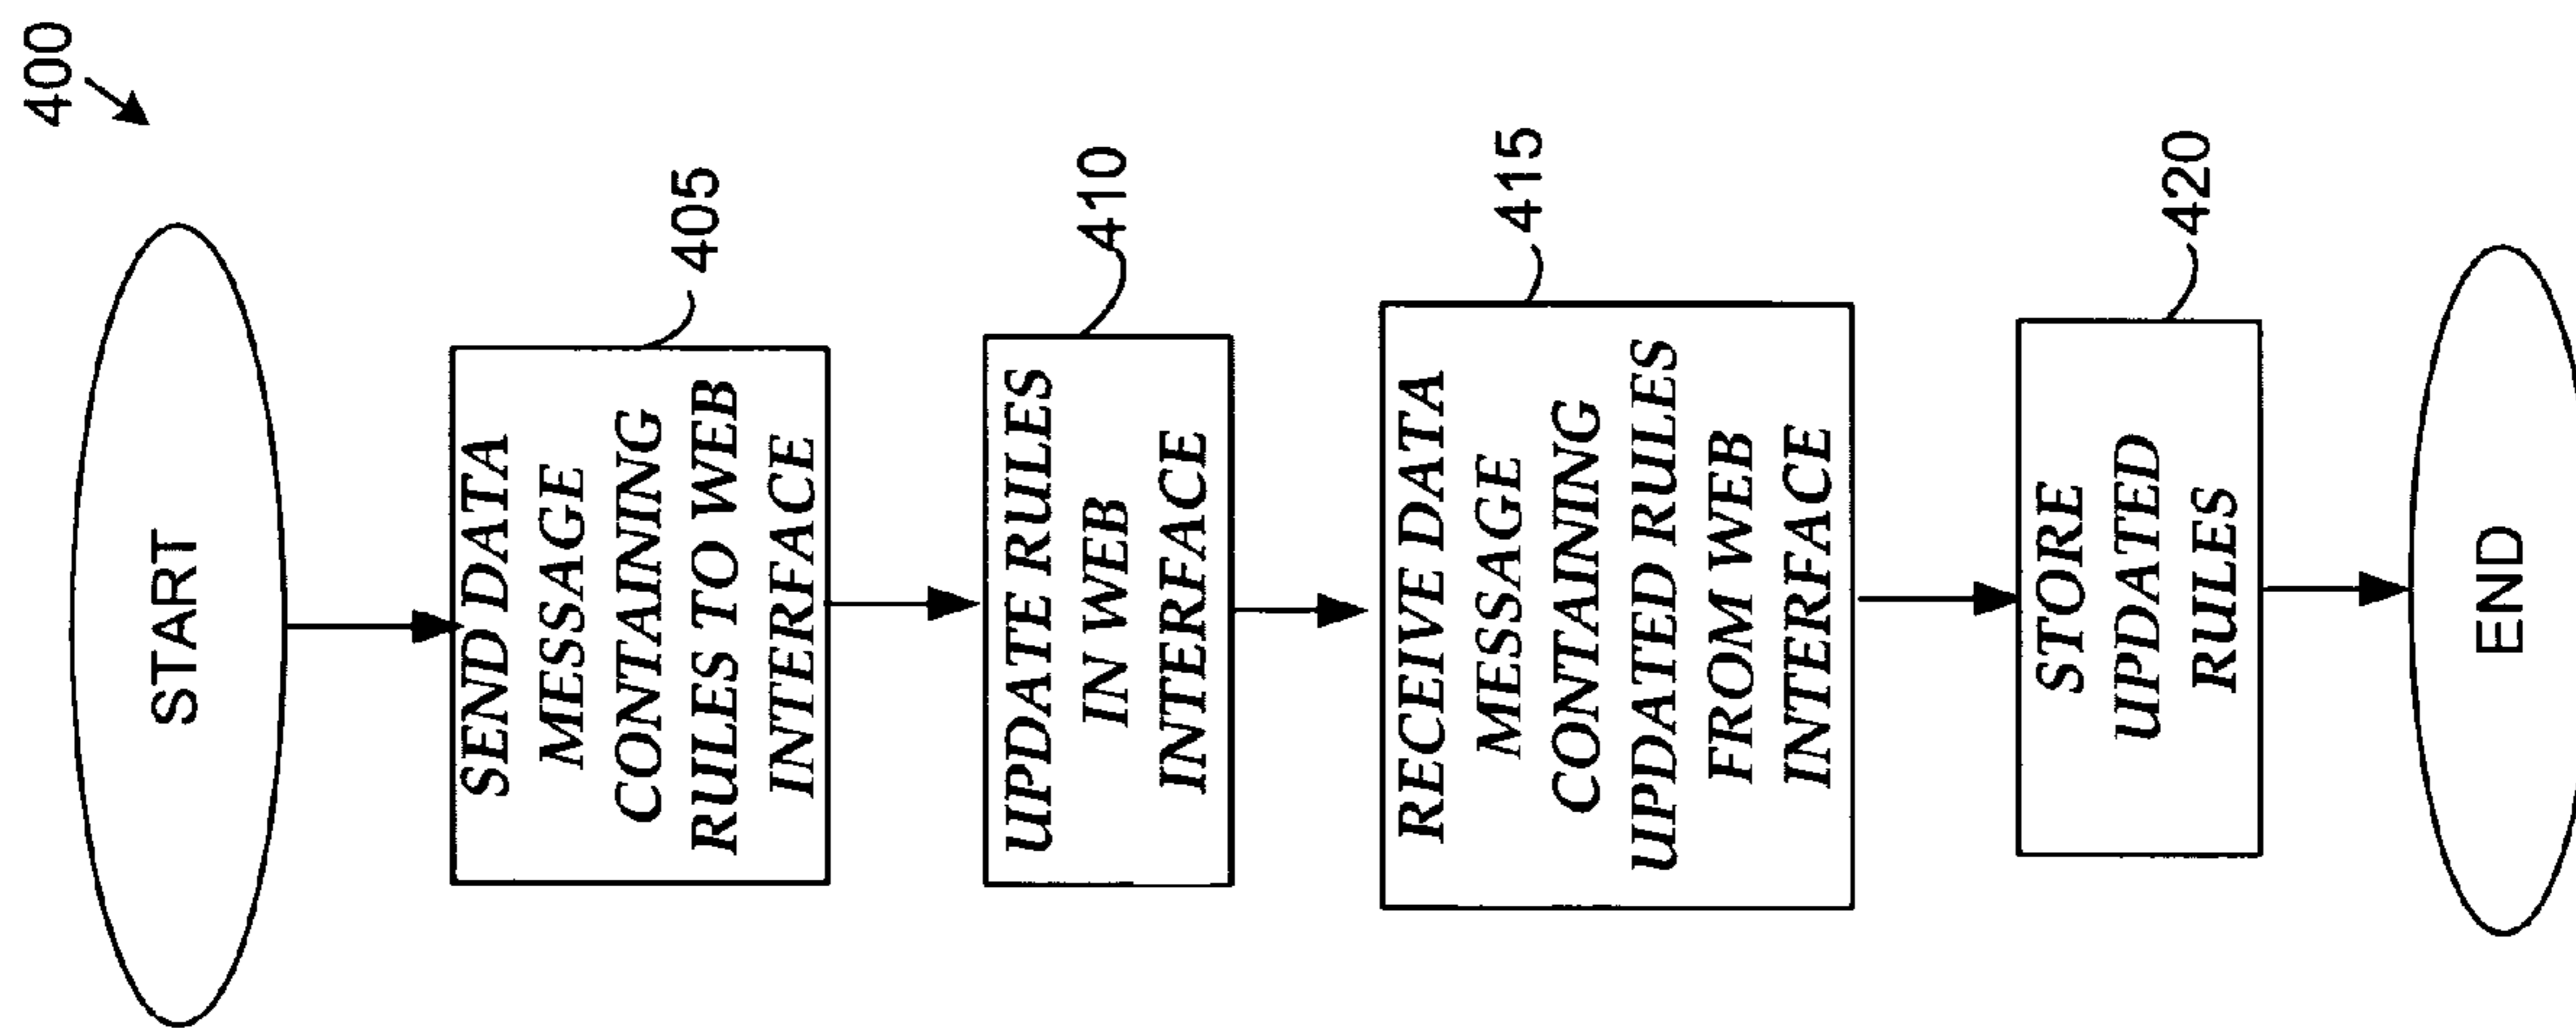 400
START
SEND DATA
MESSAGE
CONTAINING
RULES TO WEB
INTERFACE
405
UPDATE RULES
IN WEB
INTERFACE
410
RECEIVE DATA
MESSAGE
CONTAINING
UPDATED RULES
FROM WEB
INTERFACE
415
STORE
UPDATED
RULES
420
END